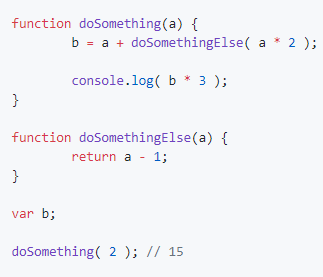 function doSomething(a) {
        b = a + doSomethingElse( a * 2 );

        console.log( b * 3 );
}

function doSomethingElse(a) {
        return a - 1;
}

var b;

doSomething( 2 ); // 15